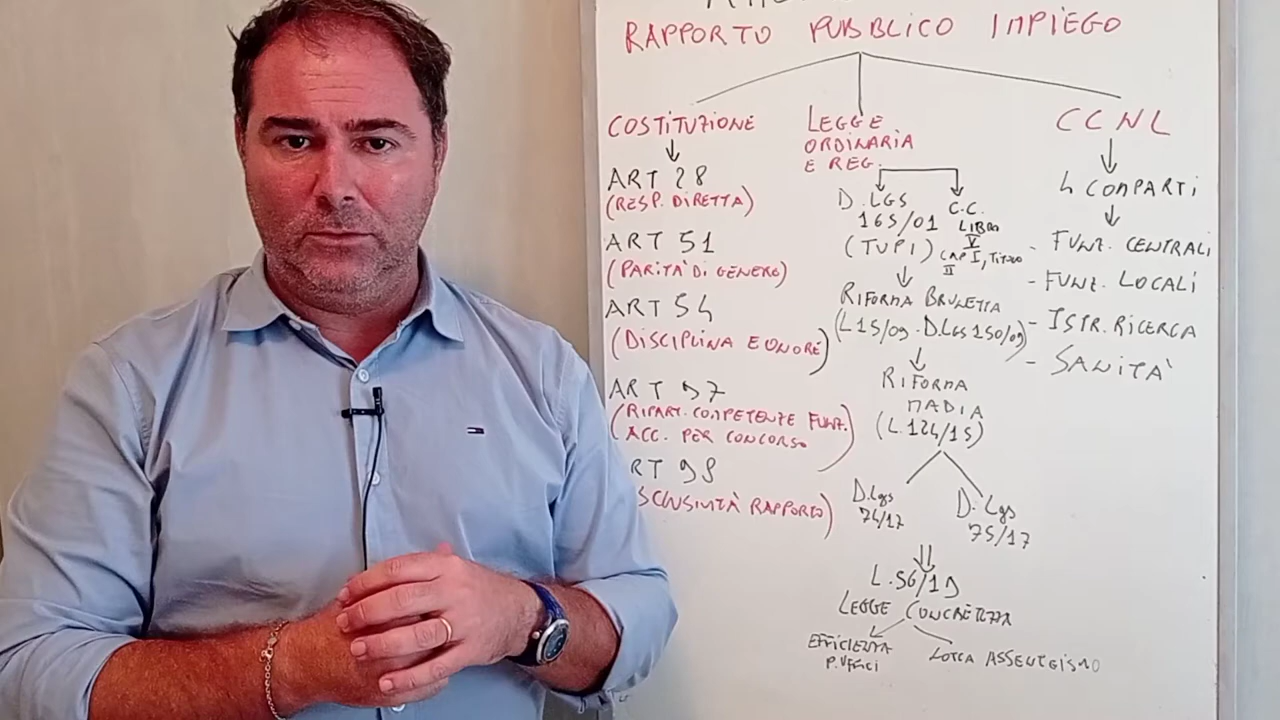 RAPPORTO PUBBLICO IMPIEGO
COSTITUZIONE
ART 28
(RESP. DIRETTA)
ART 51
(PARITÀ DI GENERE)
ART 54
(DISCIPLINA E ONORE)
ART 97
(RIPART. COMPETENZE FUNZ.
ACC. PER CONCORSO)
RT 98
SCLUSIVITÀ RAPPORTO)
LEGGE
ORDINARIA
E REG.
D. LGS
165/01
(TUPI)
C.C.
LIBRO
V
CAP I, TITOLO
II
RIFORMA BRUNETTA
(L15/09 - D.LGS 150/09)
RIFORMA
MADIA
(L. 124/15)
D.Lgs
74/17
D.Lgs
75/17
L. 56/19
LEGGE CONCRETEZZA
EFFICIENZA
P. UFFICI
LOTTA ASSENTEISMO
CCNL
4 COMPARTI
- FUNZ. CENTRALI
- FUNZ. LOCALI
- ISTR. RICERCA
- SANITÀ